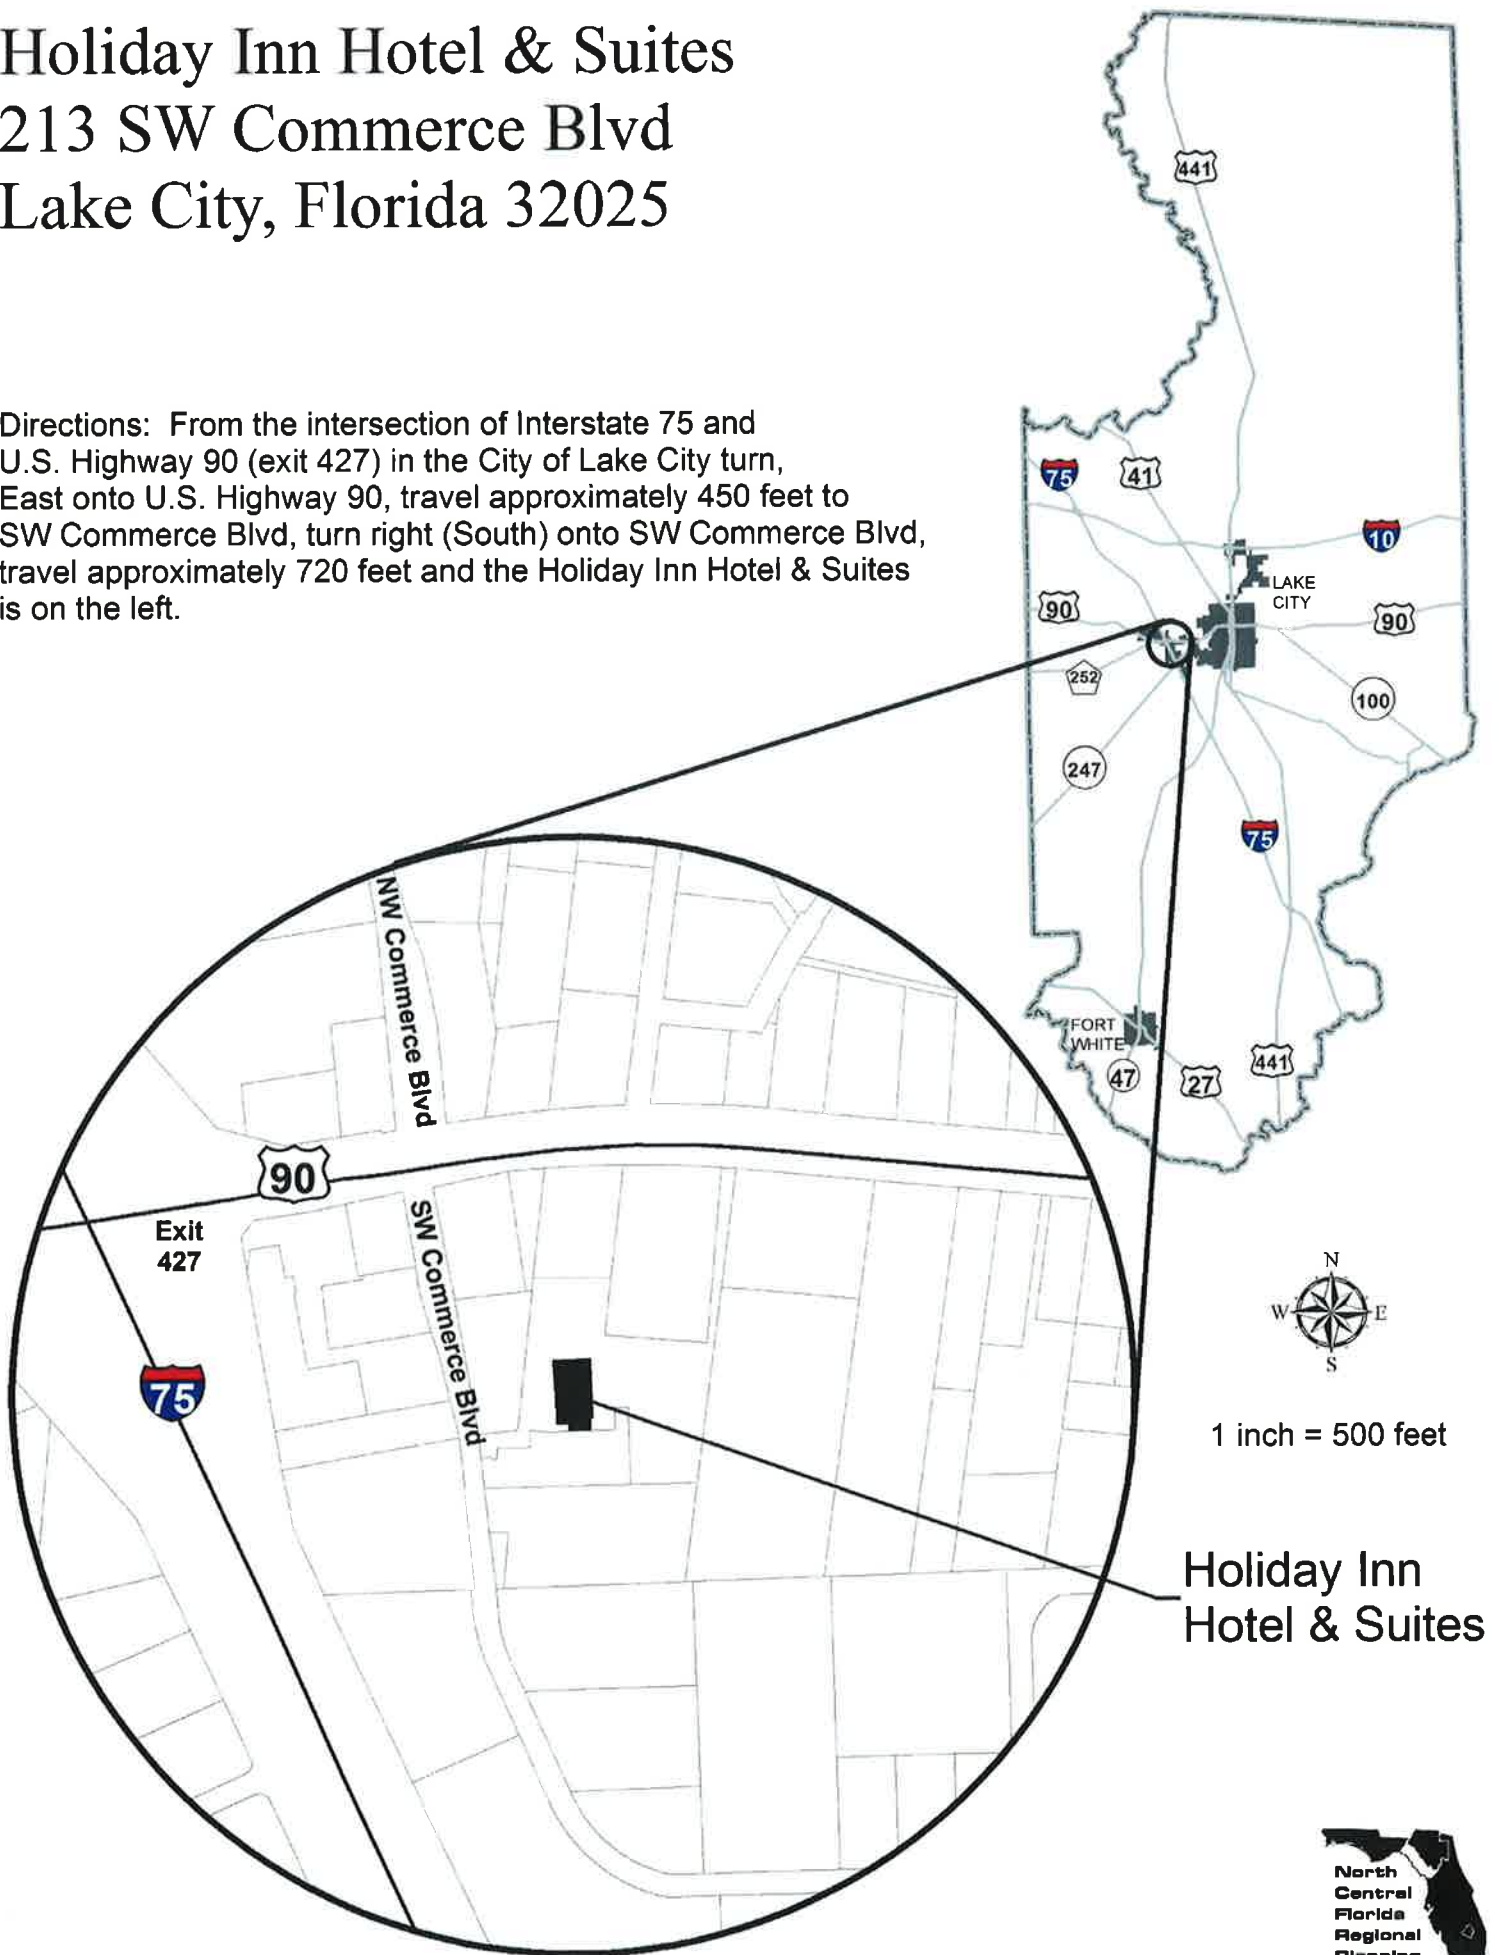 Holiday Inn Hotel & Suites
213 SW Commerce Blvd
Lake City, Florida 32025
Directions:  From the intersection of Interstate 75 and
U.S. Highway 90 (exit 427) in the City of Lake City turn,
East onto U.S. Highway 90, travel approximately 450 feet to
SW Commerce Blvd, turn right (South) onto SW Commerce Blvd,
travel approximately 720 feet and the Holiday Inn Hotel & Suites
is on the left.
441
75
41
10
LAKE
CITY
90
90
252
100
247
75
FORT
WHITE
47
27
441
NW Commerce Blvd
90
Exit
427
SW Commerce Blvd
75
N
W
E
S
1 inch = 500 feet
Holiday Inn
Hotel & Suites
North
Central
Florida
Regional